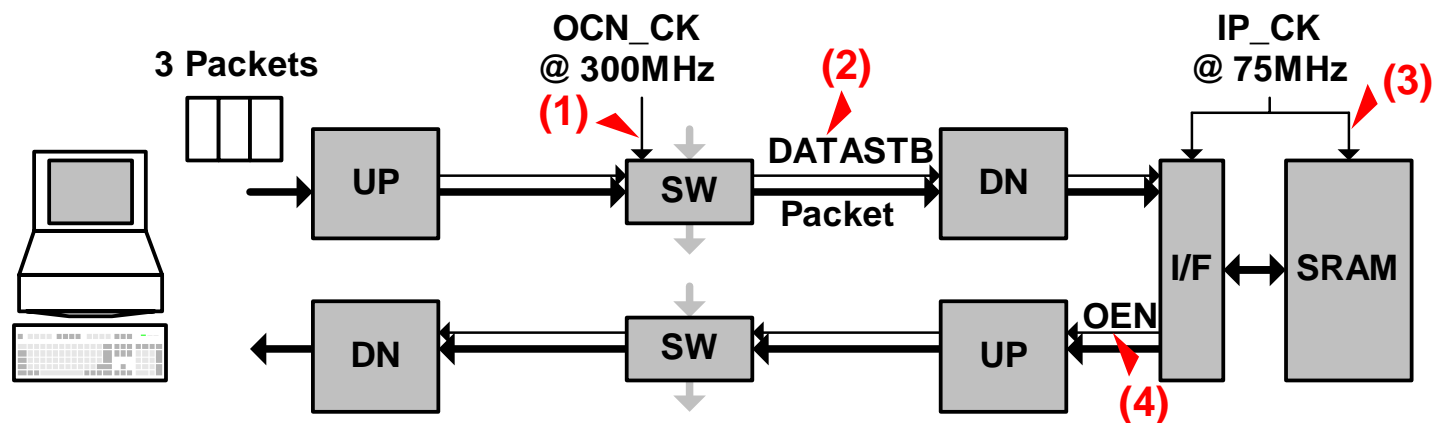 OCN_CK
@ 300MHz
IP_CK
@ 75MHz
3 Packets
(1)
(2)
(3)
UP
SW
DATASTB
Packet
DN
I/F
SRAM
DN
SW
UP
OEN
(4)